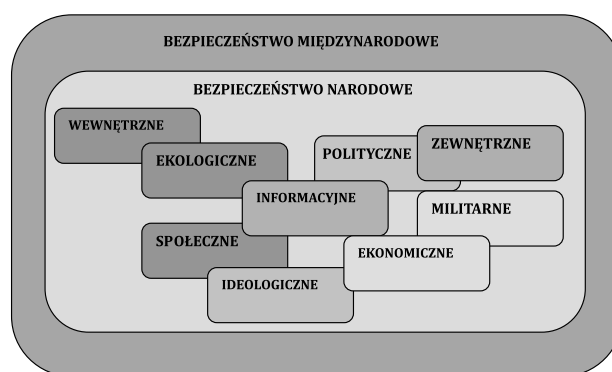 BEZPIECZEŃSTWO MIĘDZYNARODOWE
BEZPIECZEŃSTWO NARODOWE
WEWNĘTRZNE
ZEWNĘTRZNE
POLITYCZNE
EKOLOGICZNE
INFORMACYJNE
MILITARNE
SPOŁECZNE
EKONOMICZNE
IDEOLOGICZNE